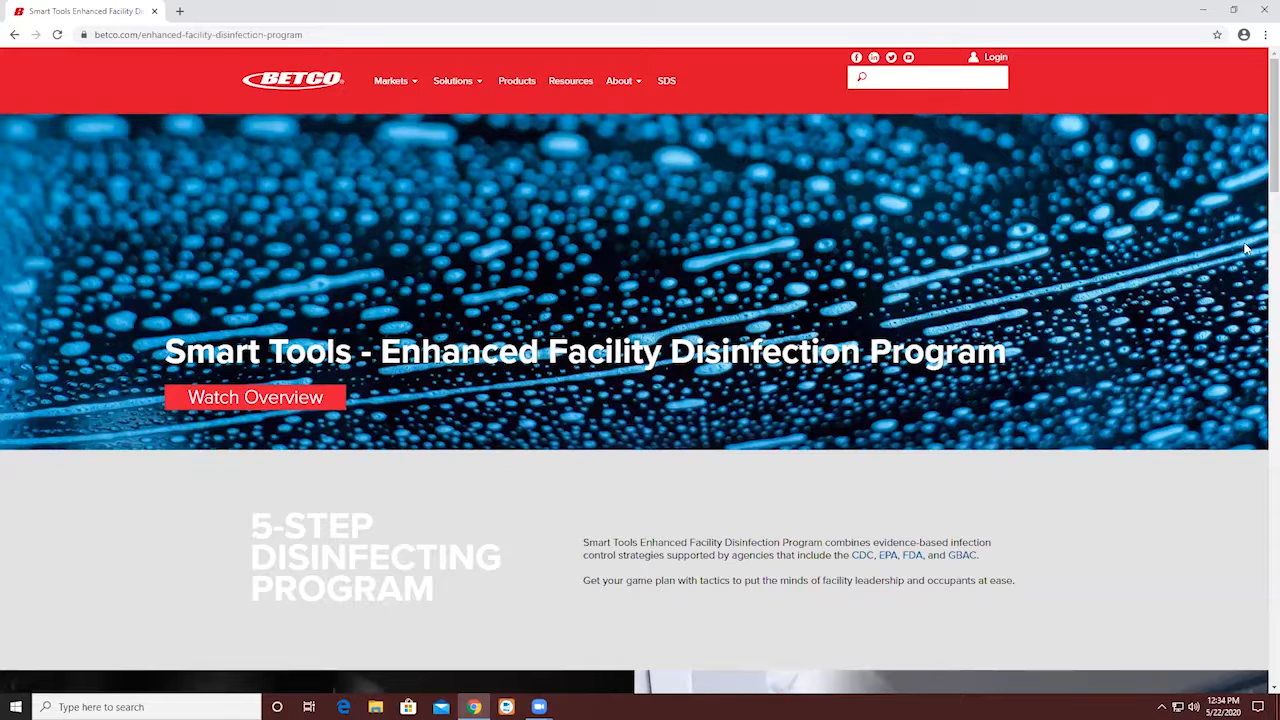 Smart Tools Enhanced Facility Di
betco.com/enhanced-facility-disinfection-program
BETCO
Markets
Solutions
Products
Resources
About
SDS
Login
Smart Tools - Enhanced Facility Disinfection Program
Watch Overview
5-STEP
DISINFECTING
PROGRAM
Smart Tools Enhanced Facility Disinfection Program combines evidence-based infection
control strategies supported by agencies that include the CDC, EPA, FDA, and GBAC.
Get your game plan with tactics to put the minds of facility leadership and occupants at ease.
Type here to search
12:34 PM
5/22/2020